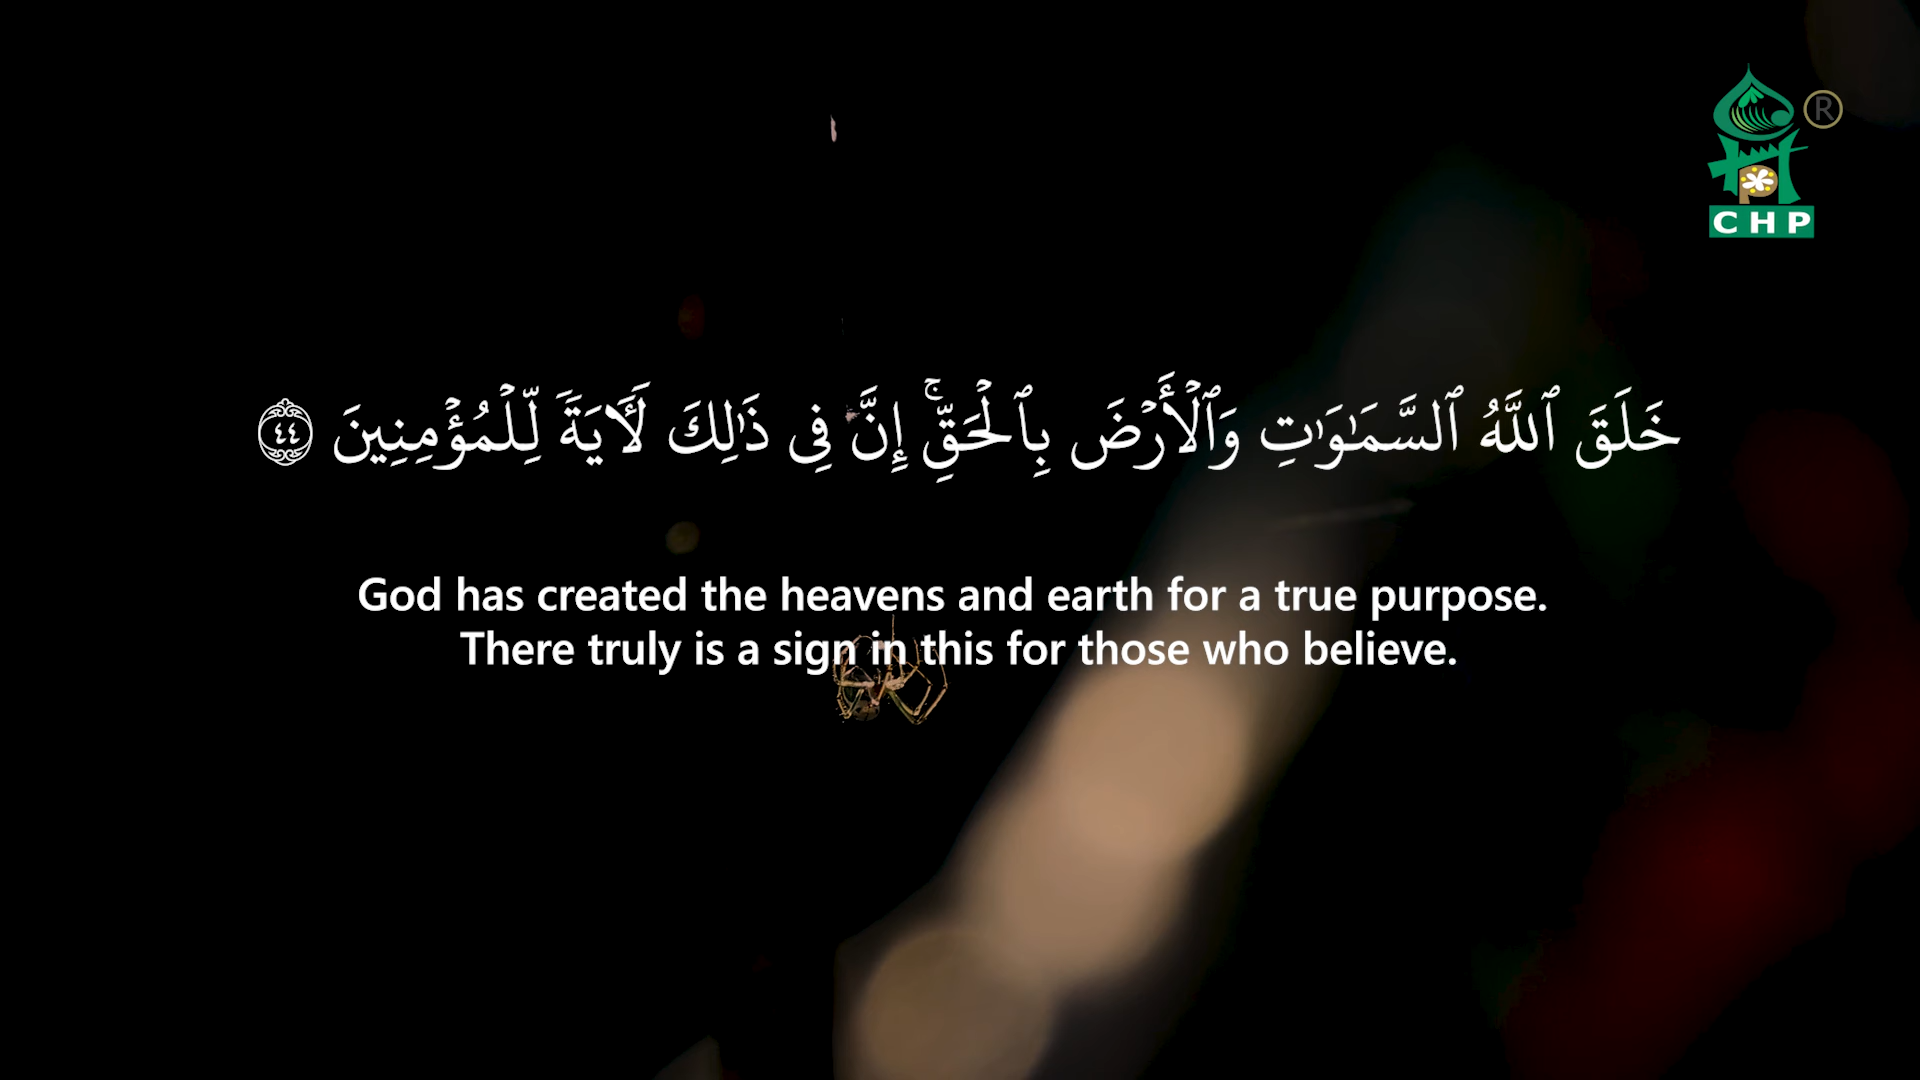 CHP
®
خَلَقَ ٱللَّهُ ٱلسَّمَـٰوَٰتِ وَٱلْأَرْضَ بِٱلْحَقِّ ۚ إِنَّ فِى ذَٰلِكَ لَـَٔايَةً لِّلْمُؤْمِنِينَ ٤٤
God has created the heavens and earth for a true purpose.
There truly is a sign in this for those who believe.